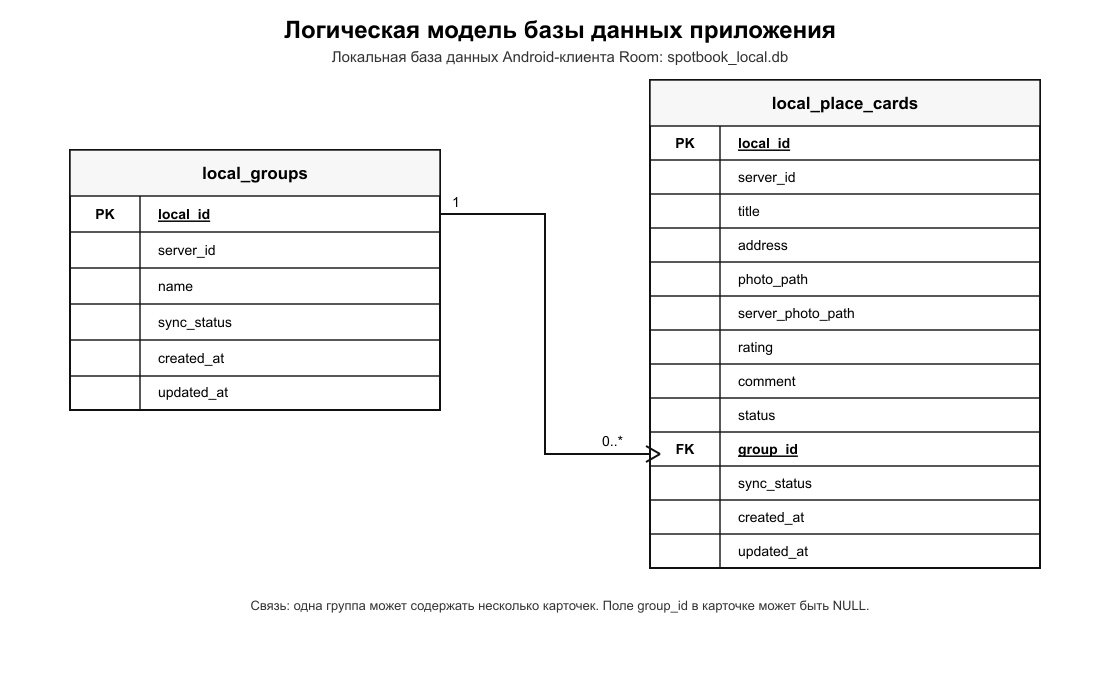 Логическая модель базы данных приложения
Локальная база данных Android-клиента Room: spotbook_local.db
local_groups
PK local_id
server_id
name
sync_status
created_at
updated_at
1
0..*
local_place_cards
PK local_id
server_id
title
address
photo_path
server_photo_path
rating
comment
status
FK group_id
sync_status
created_at
updated_at
Связь: одна группа может содержать несколько карточек. Поле group_id в карточке может быть NULL.